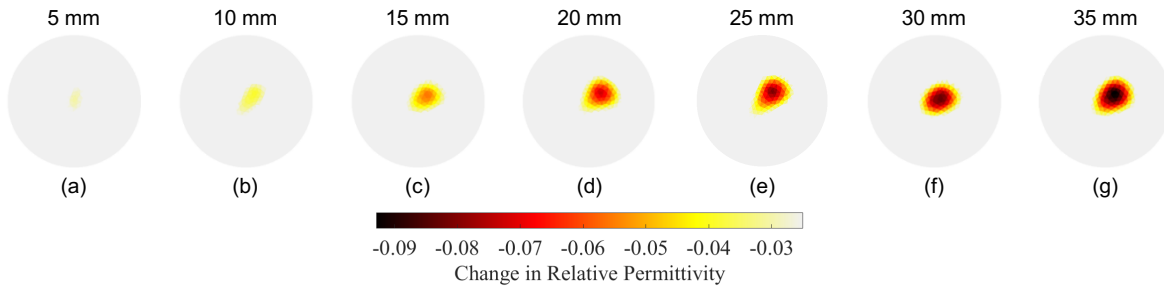 5 mm 10 mm 15 mm 20 mm 25 mm 30 mm 35 mm
(a) (b) (c) (d) (e) (f) (g)
-0.09 -0.08 -0.07 -0.06 -0.05 -0.04 -0.03
Change in Relative Permittivity